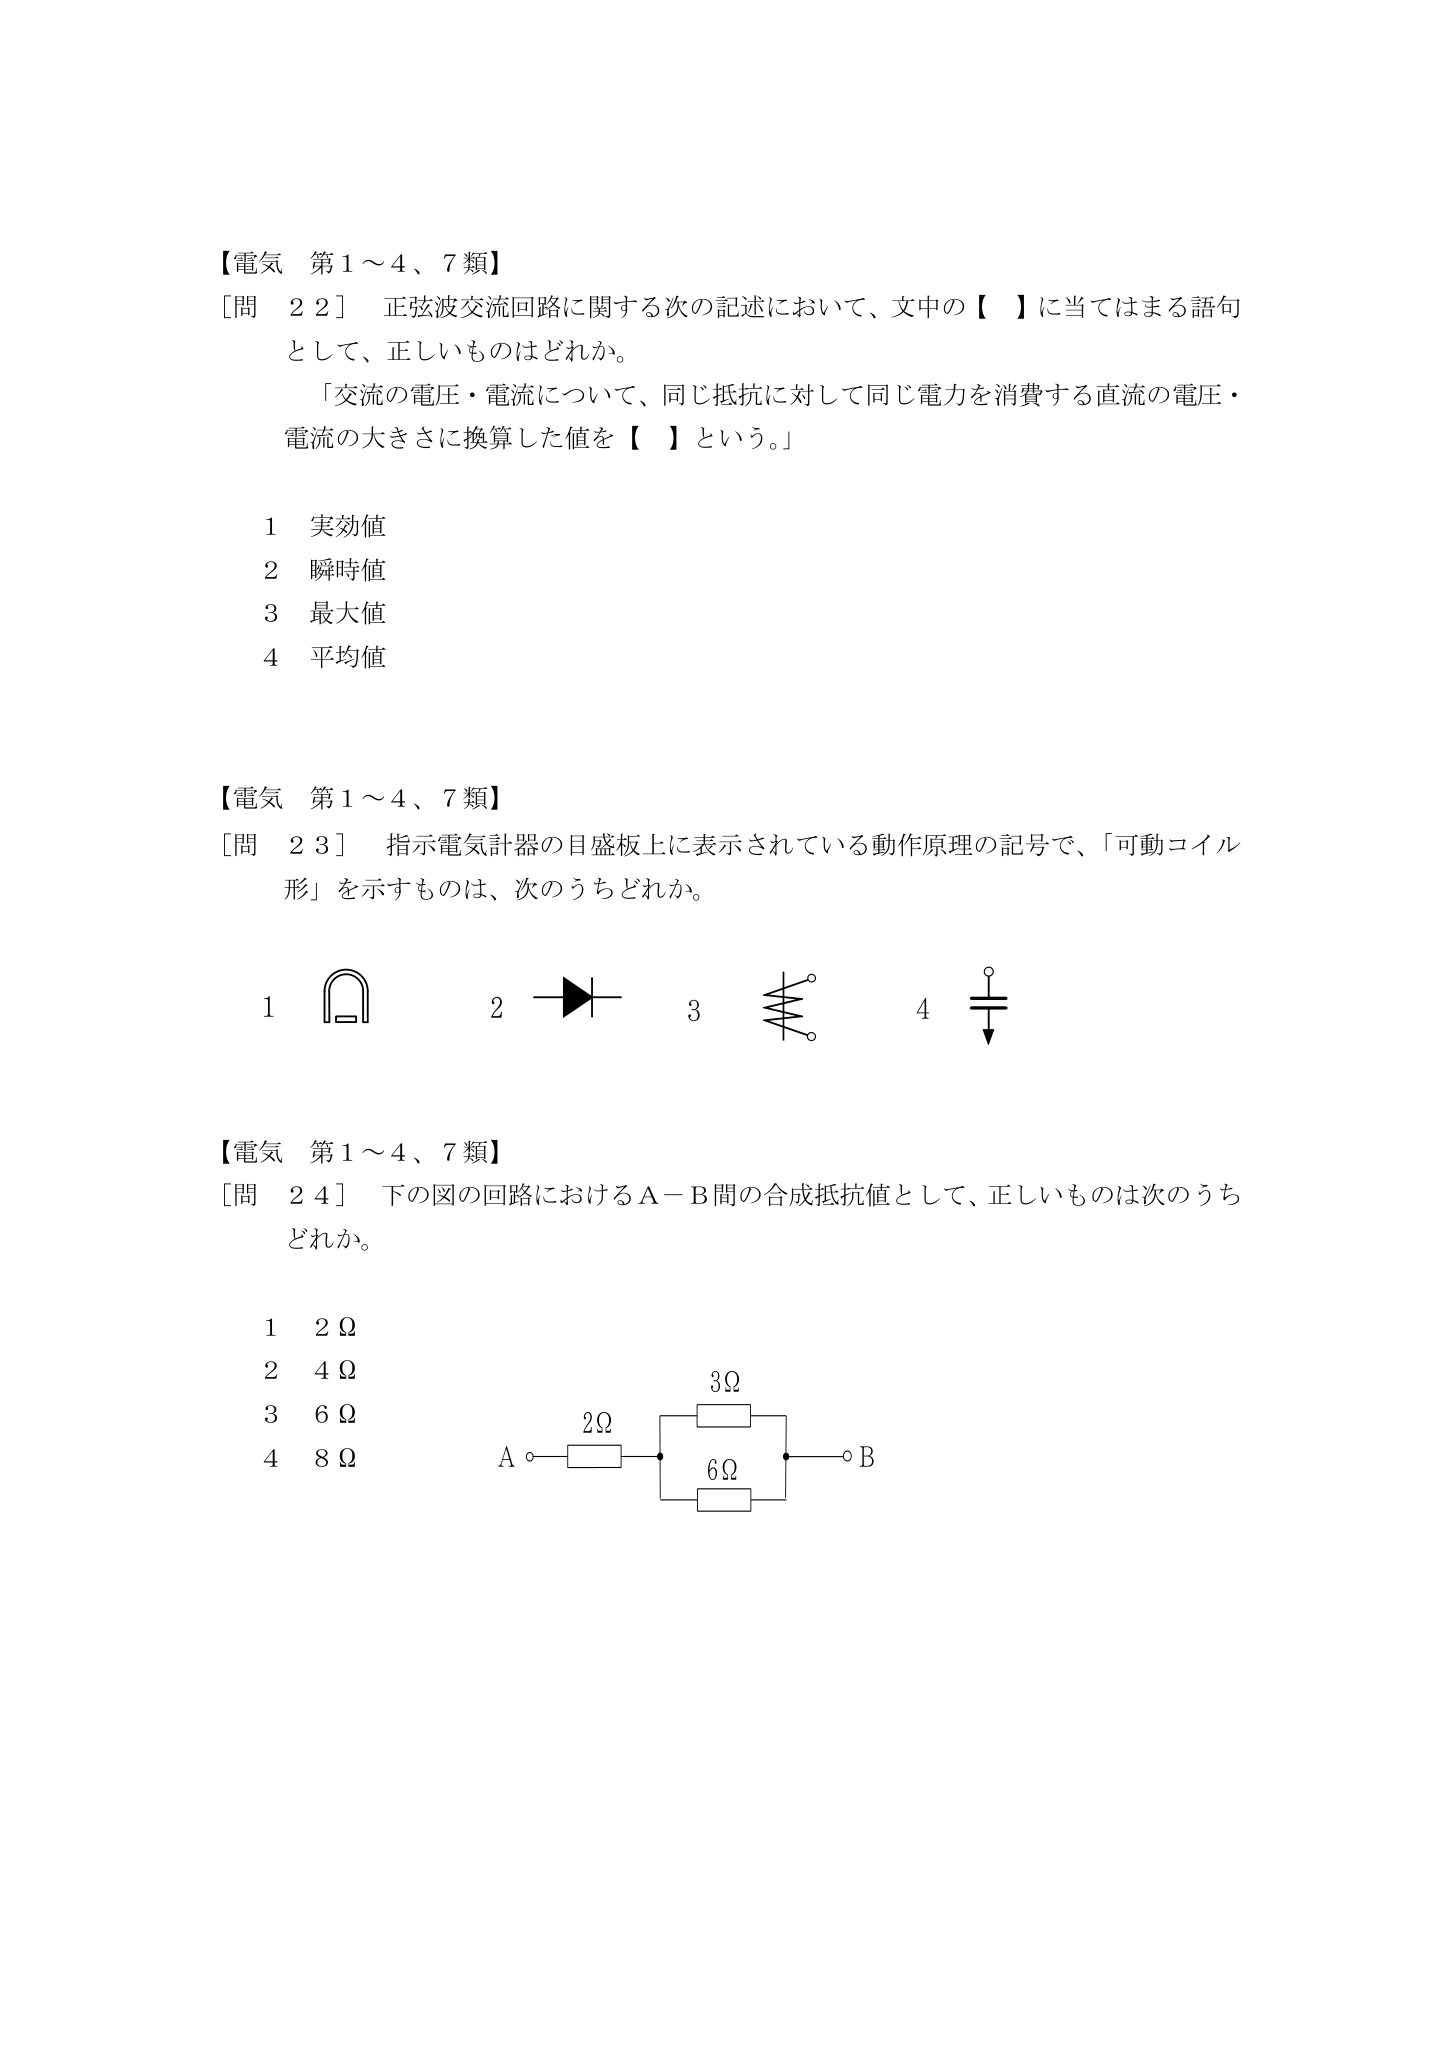 【電気　第１～４、７類】
［問　２２］　正弦波交流回路に関する次の記述において、文中の【　】に当てはまる語句
として、正しいものはどれか。
「交流の電圧・電流について、同じ抵抗に対して同じ電力を消費する直流の電圧・
電流の大きさに換算した値を【　】という。」
１　実効値
２　瞬時値
３　最大値
４　平均値
【電気　第１～４、７類】
［問　２３］　指示電気計器の目盛板上に表示されている動作原理の記号で、「可動コイル
形」を示すものは、次のうちどれか。
1 2 3 4
【電気　第１～４、７類】
［問　２４］　下の図の回路におけるＡ－Ｂ間の合成抵抗値として、正しいものは次のうち
どれか。
１　２Ω
２　４Ω
３　６Ω
４　８Ω
3Ω
2Ω
A B
6Ω